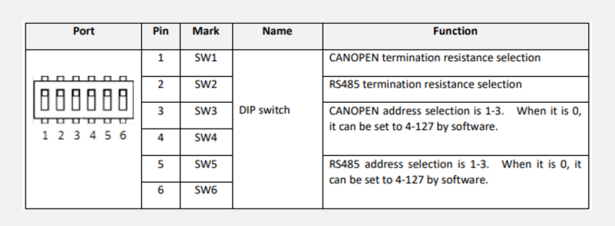 Port Pin Mark Name Function
1 SW1 CANOPEN termination resistance selection
2 SW2 RS485 termination resistance selection
3 SW3 DIP switch CANOPEN address selection is 1-3. When it is 0,
it can be set to 4-127 by software.
1 2 3 4 5 6
4 SW4
5 SW5 RS485 address selection is 1-3. When it is 0, it
can be set to 4-127 by software.
6 SW6